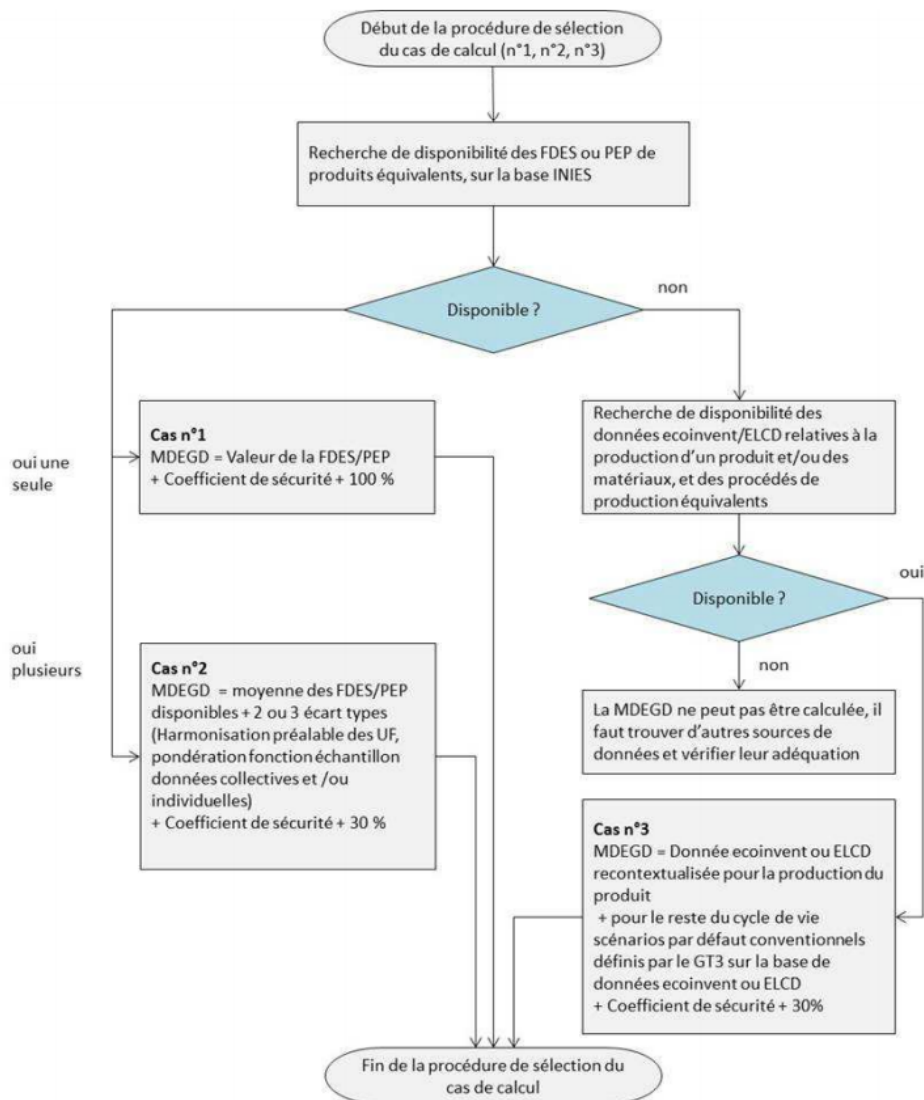 Début de la procédure de sélection
du cas de calcul (n°1, n°2, n°3)
Recherche de disponibilité des FDES ou PEP de
produits équivalents, sur la base INIES
Disponible ?
non
oui une
seule
Cas n°1
MDEGD = Valeur de la FDES/PEP
+ Coefficient de sécurité + 100 %
Recherche de disponibilité des
données ecoinvent/ELCD relatives à la
production d'un produit et/ou des
matériaux, et des procédés de
production équivalents
Disponible ?
oui
non
oui
plusieurs
Cas n°2
MDEGD = moyenne des FDES/PEP
disponibles + 2 ou 3 écart types
(Harmonisation préalable des UF,
pondération fonction échantillon
données collectives et /ou
individuelles)
+ Coefficient de sécurité + 30 %
La MDEGD ne peut pas être calculée, il
faut trouver d'autres sources de
données et vérifier leur adéquation
Cas n°3
MDEGD = Donnée ecoinvent ou ELCD
recontextualisée pour la production du
produit
+ pour le reste du cycle de vie
scénarios par défaut conventionnels
définis par le GT3 sur la base de
données ecoinvent ou ELCD
+ Coefficient de sécurité + 30%
Fin de la procédure de sélection du
cas de calcul